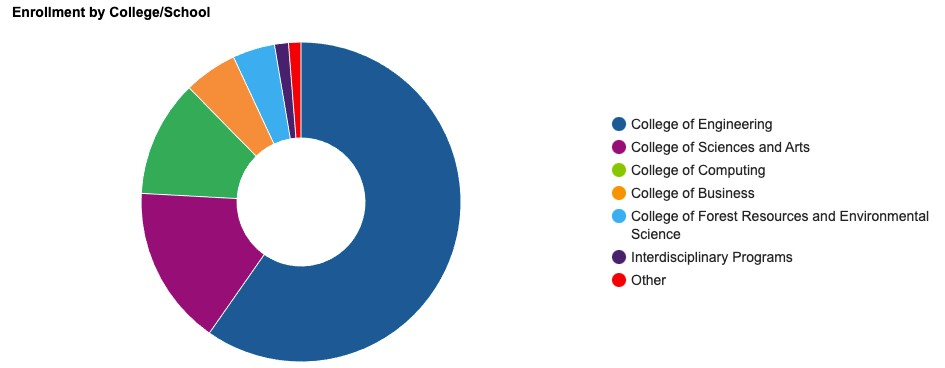 Enrollment by College/School
College of Engineering
College of Sciences and Arts
College of Computing
College of Business
College of Forest Resources and Environmental
Science
Interdisciplinary Programs
Other